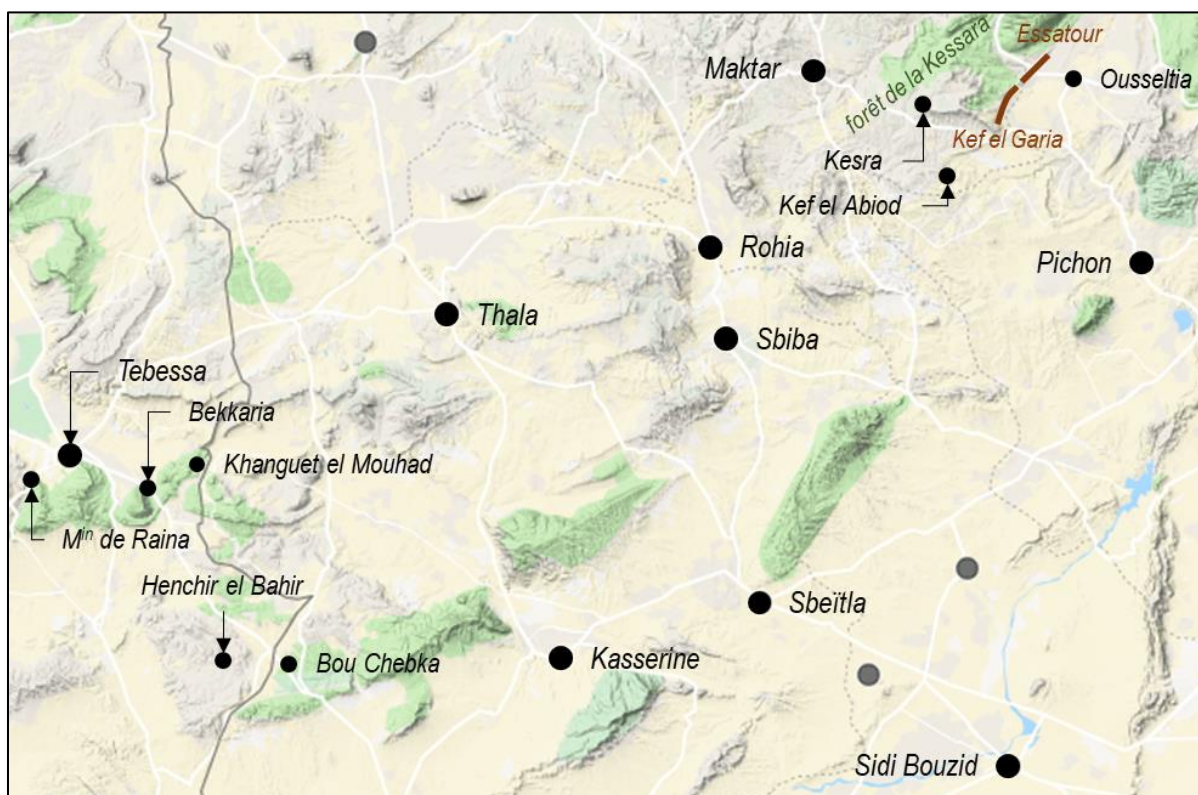 Essatour
Maktar
Ousseltia
forêt de la Kessara
Kesra
Kef el Garia
Kef el Abiod
Rohia
Pichon
Thala
Sbiba
Tebessa
Bekkaria
Khanguet el Mouhad
Mⁱⁿ de Raina
Henchir el Bahir
Sbeïtla
Bou Chebka
Kasserine
Sidi Bouzid